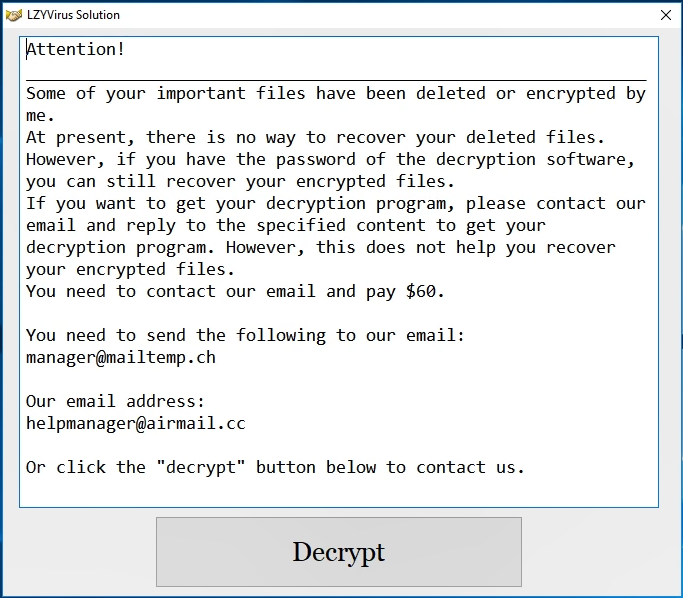 LZYVirus Solution
Attention!
Some of your important files have been deleted or encrypted by
me.
At present, there is no way to recover your deleted files.
However, if you have the password of the decryption software,
you can still recover your encrypted files.
If you want to get your decryption program, please contact our
email and reply to the specified content to get your
decryption program. However, this does not help you recover
your encrypted files.
You need to contact our email and pay $60.
You need to send the following to our email:
manager@mailtemp.ch
Our email address:
helpmanager@airmail.cc
Or click the "decrypt" button below to contact us.
Decrypt